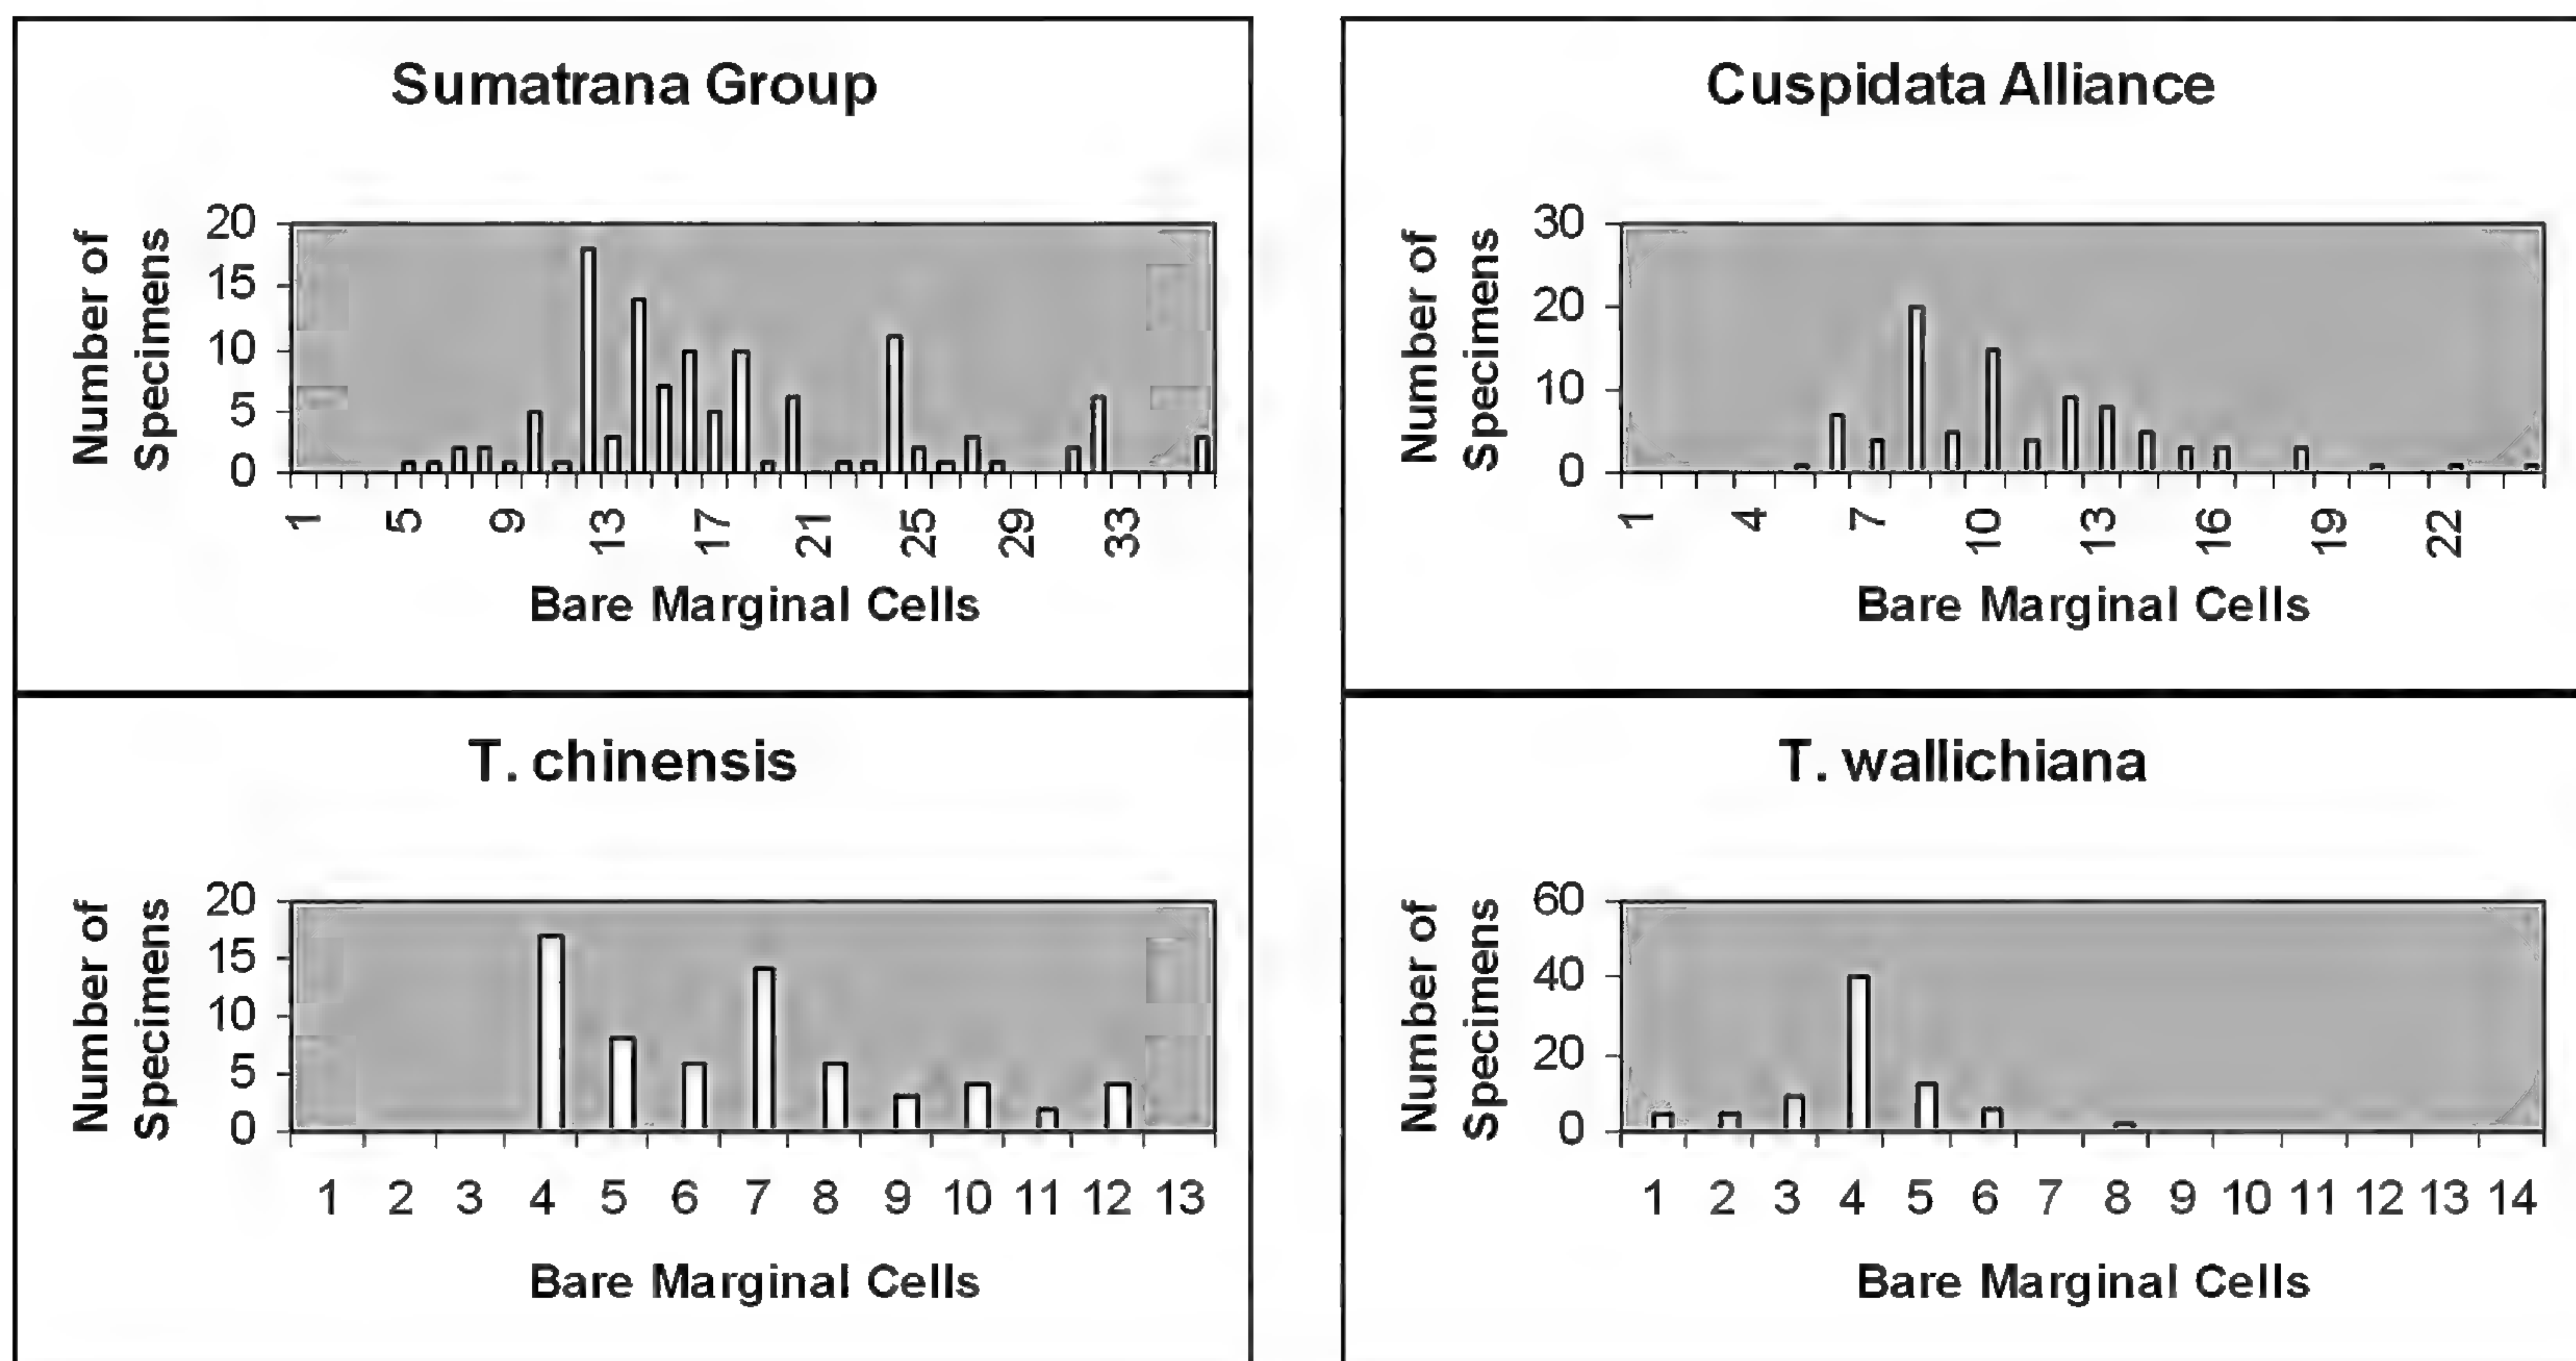 Sumatrana Group
Number of
Specimens
20
15
10
5
0
1 5 9 13 17 21 25 29 33
Bare Marginal Cells
Cuspidata Alliance
Number of
Specimens
30
20
10
0
1 4 7 10 13 16 19 22
Bare Marginal Cells
T. chinensis
Number of
Specimens
20
15
10
5
0
1 2 3 4 5 6 7 8 9 10 11 12 13
Bare Marginal Cells
T. wallichiana
Number of
Specimens
60
40
20
0
1 2 3 4 5 6 7 8 9 10 11 12 13 14
Bare Marginal Cells